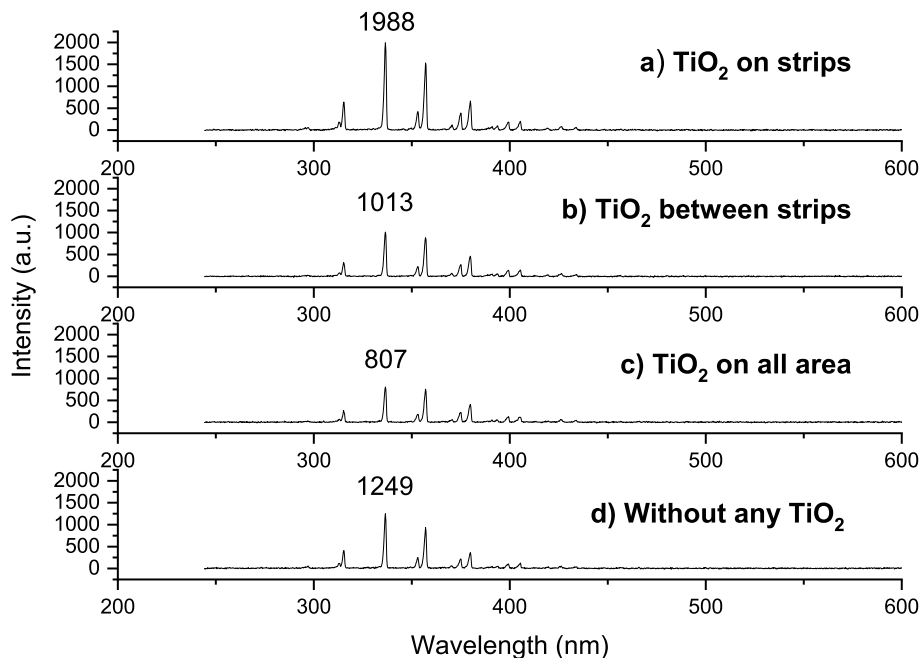 1988
2000
1500
1000
500
0
a) TiO₂ on strips
200 300 400 500 600
2000
1500
1000
500
0
1013
b) TiO₂ between strips
200 300 400 500 600
Intensity (a.u.)
2000
1500
1000
500
0
807
c) TiO₂ on all area
200 300 400 500 600
2000
1500
1000
500
0
1249
d) Without any TiO₂
200 300 400 500 600
Wavelength (nm)